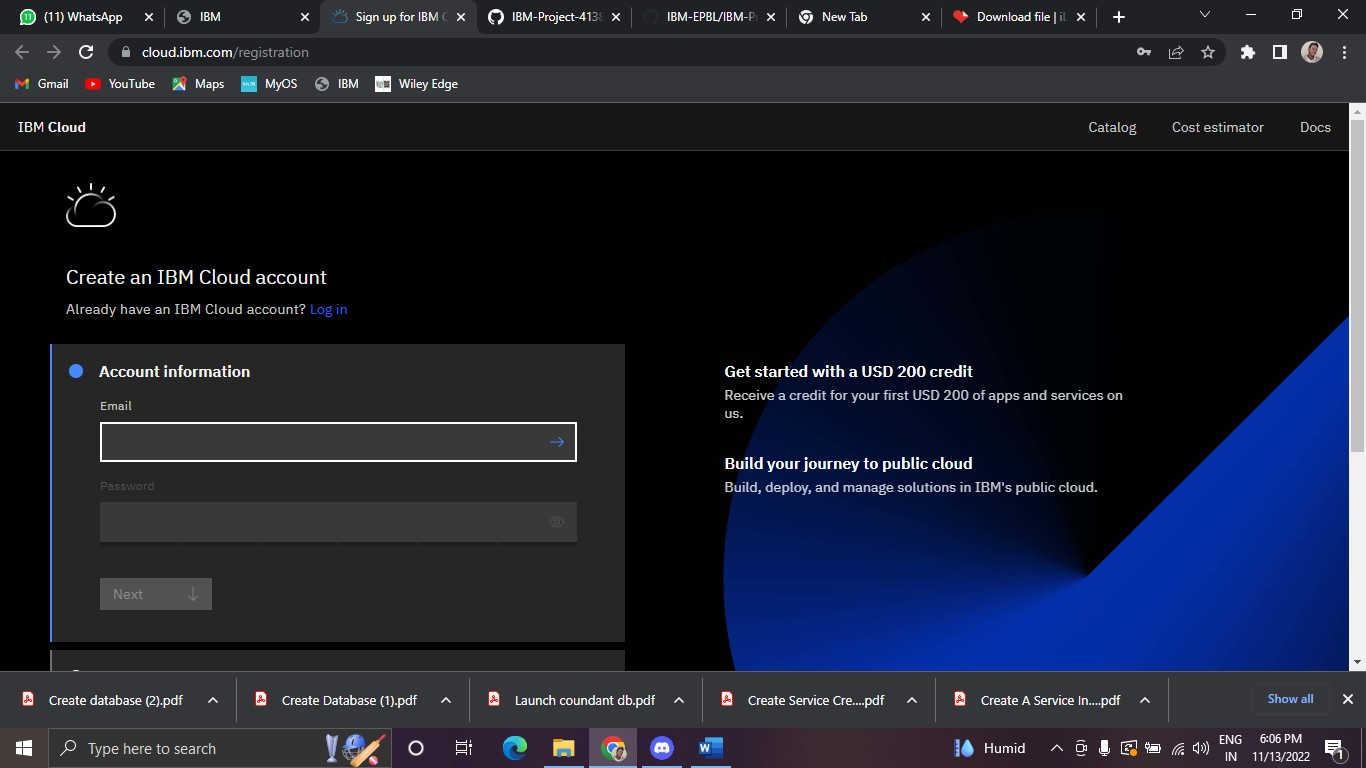 (11) WhatsApp
IBM
Sign up for IBM C
IBM-Project-4138
IBM-EPBL/IBM-P
New Tab
Download file | iL
cloud.ibm.com/registration
Gmail
YouTube
Maps
MyOS
IBM
Wiley Edge
IBM Cloud
Catalog
Cost estimator
Docs
Create an IBM Cloud account
Already have an IBM Cloud account? Log in
Account information
Email
Password
Next
Get started with a USD 200 credit
Receive a credit for your first USD 200 of apps and services on
us.
Build your journey to public cloud
Build, deploy, and manage solutions in IBM's public cloud.
Create database (2).pdf
Create Database (1).pdf
Launch coundant db.pdf
Create Service Cre....pdf
Create A Service In....pdf
Show all
Type here to search
Humid
ENG
IN
6:06 PM
11/13/2022
1